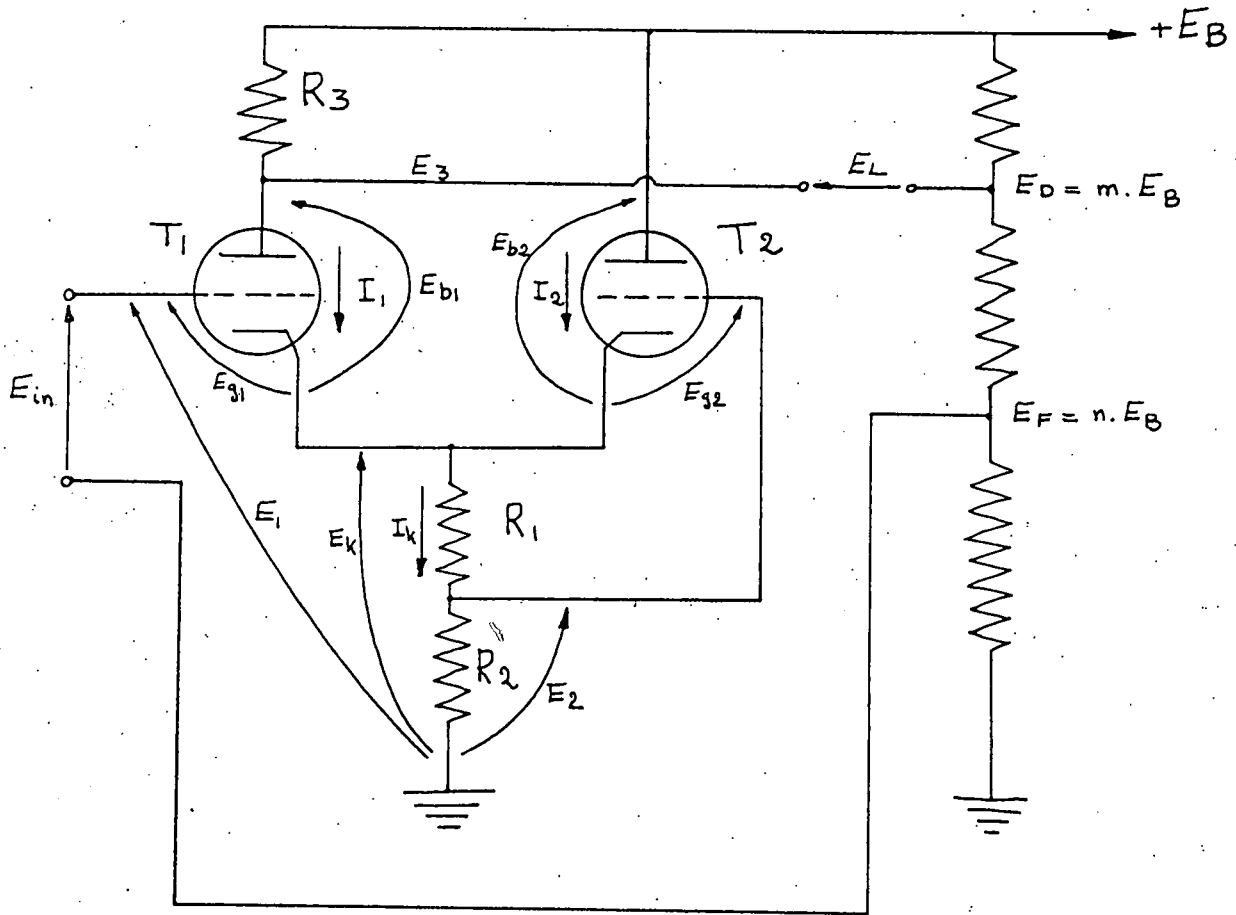 +E_B
R3
E3
E_L
E_D = m. E_B
T1
E_b2
T2
I1
E_b1
I2
E_in
E_g1
E_g2
E_F = n. E_B
E1
E_k
I_k
R1
R2
E2